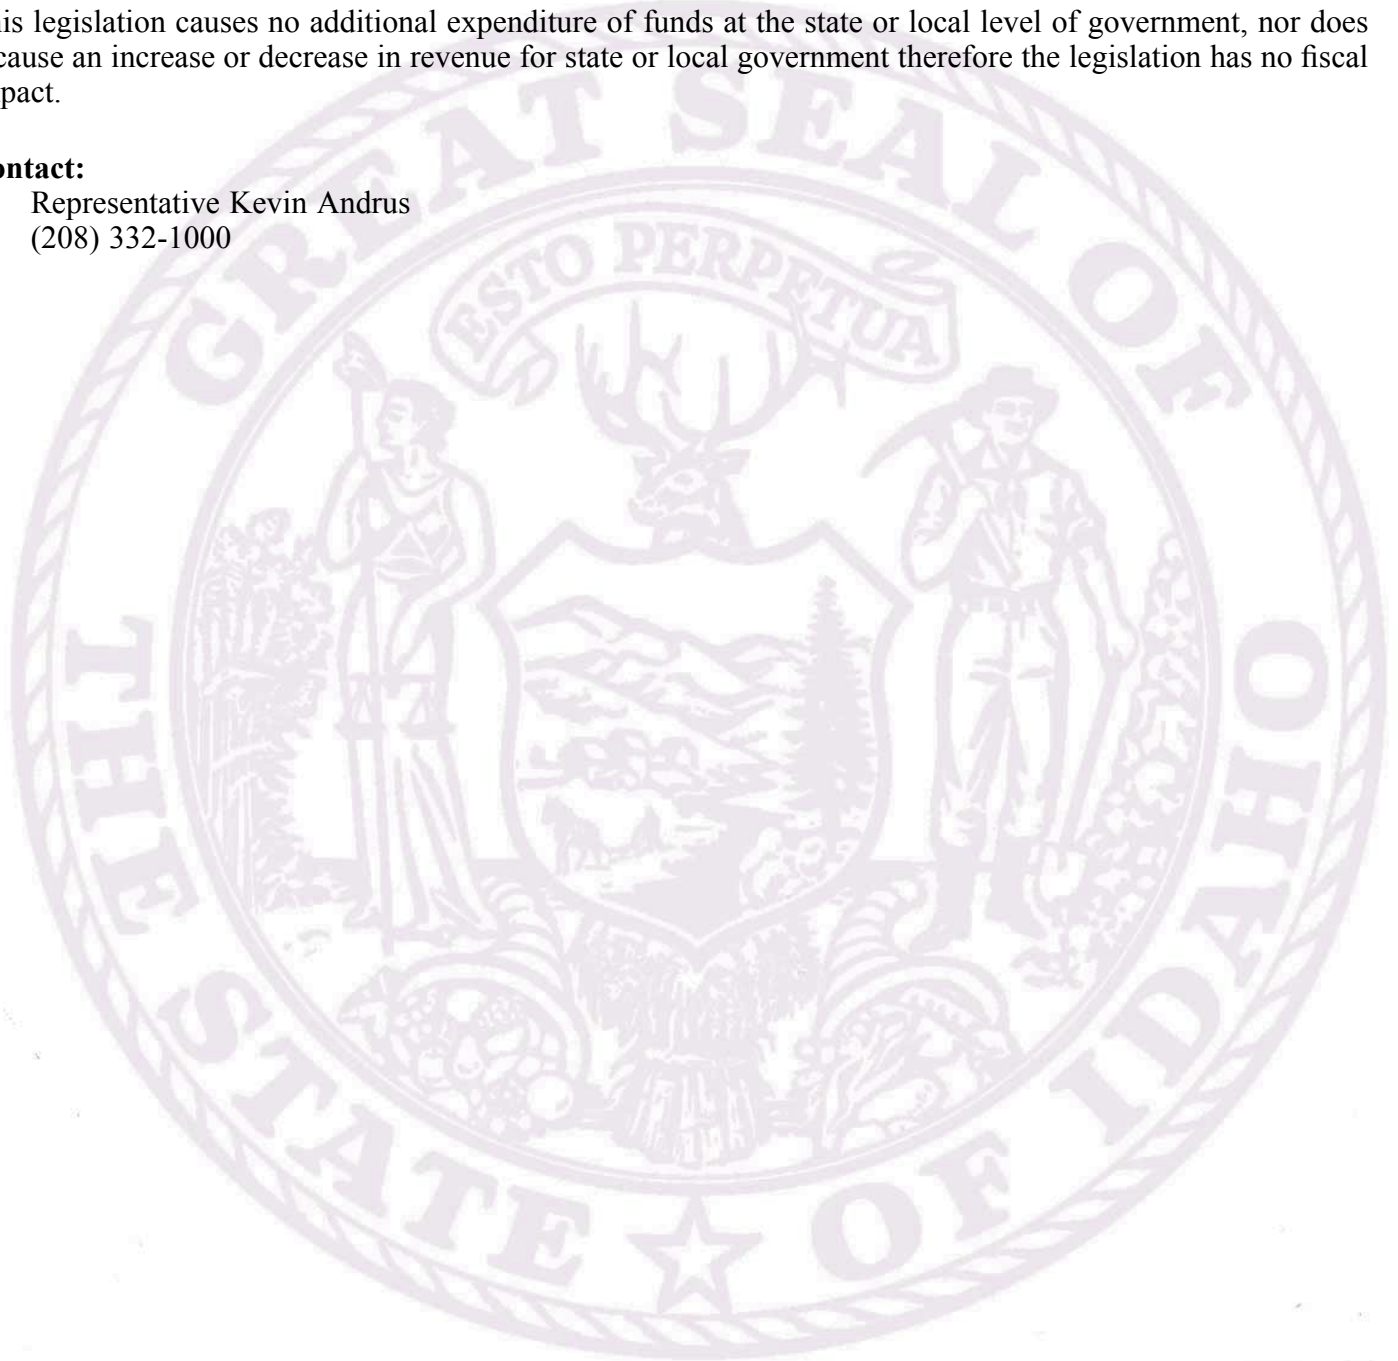 his legislation causes no additional expenditure of funds at the state or local level of government, nor does
cause an increase or decrease in revenue for state or local government therefore the legislation has no fiscal
pact.
ontact:
Representative Kevin Andrus
(208) 332-1000
GREAT SEAL OF
ESTO PERPETUA
THE STATE OF IDAHO